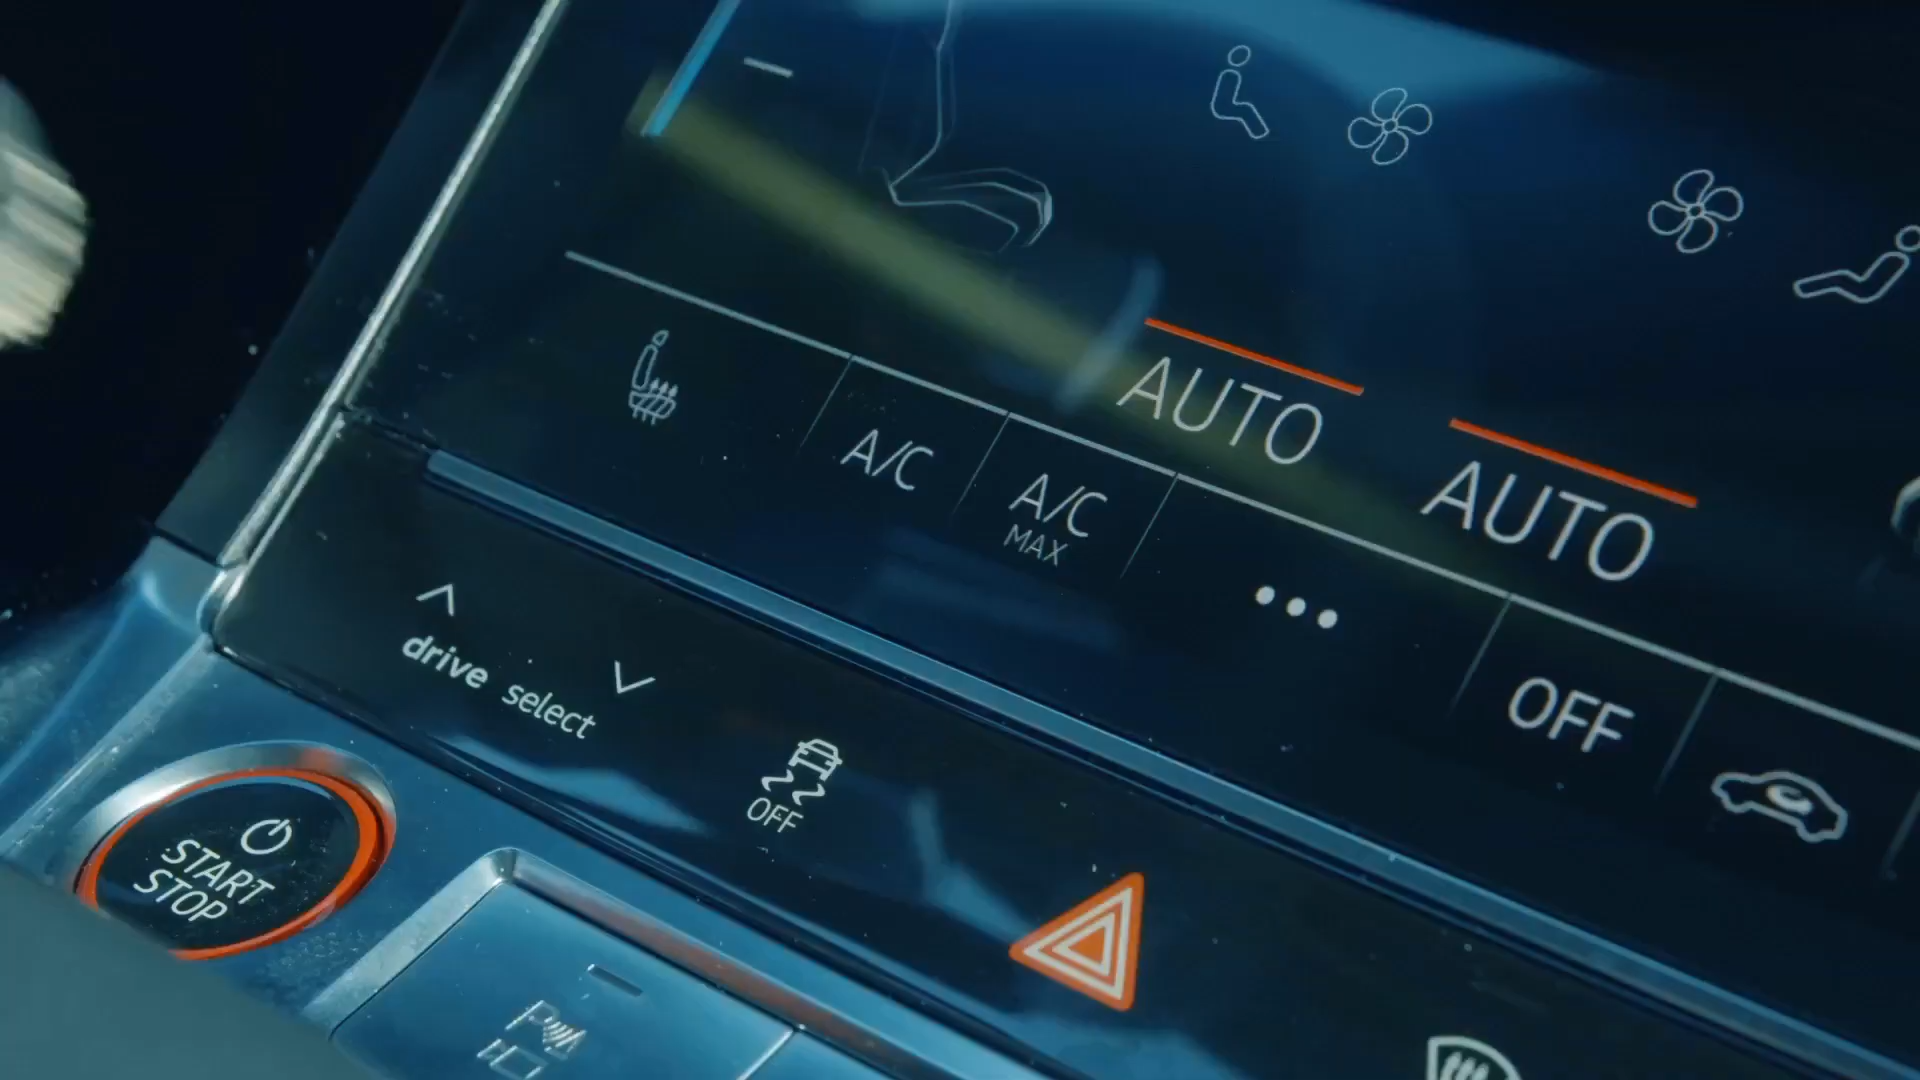 AUTO
AUTO
A/C
A/C
MAX
OFF
drive select
OFF
START
STOP
P